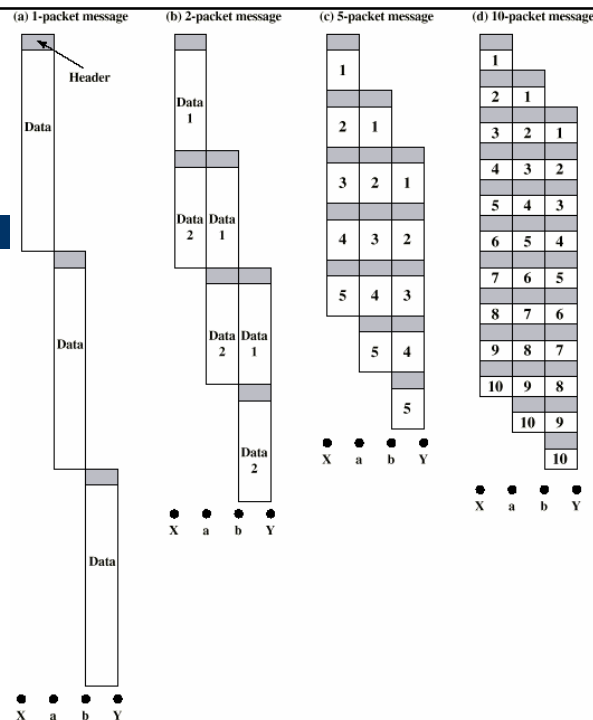 (a) 1-packet message
Header
Data
Data
Data
X a b Y
(b) 2-packet message
Data
1
Data Data
2 1
Data Data
2 1
Data
2
X a b Y
(c) 5-packet message
1
2 1
3 2 1
4 3 2
5 4 3
5 4
5
X a b Y
(d) 10-packet message
1
2 1
3 2 1
4 3 2
5 4 3
6 5 4
7 6 5
8 7 6
9 8 7
10 9 8
10 9
10
X a b Y